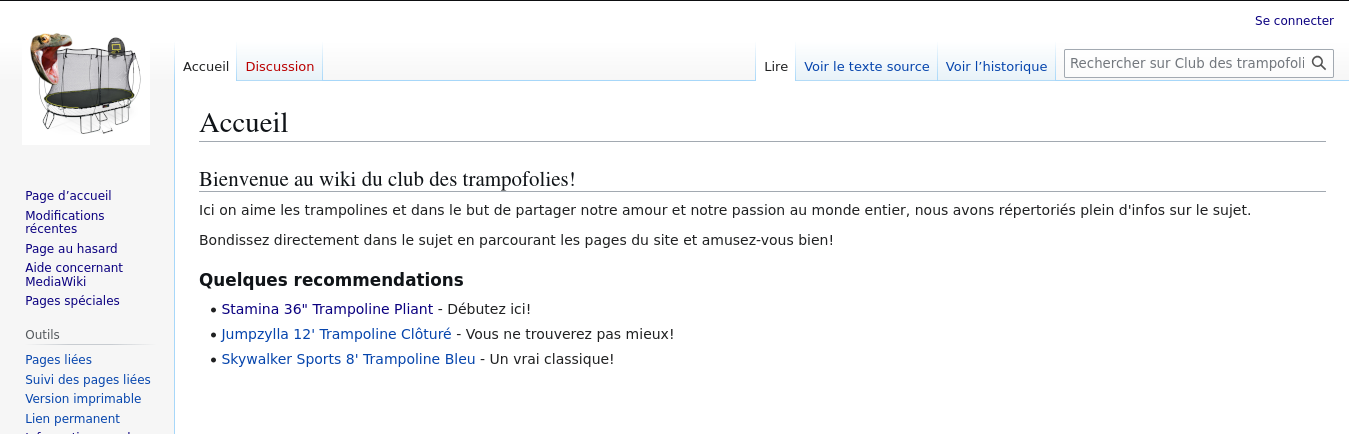 Se connecter
Accueil
Discussion
Lire
Voir le texte source
Voir l’historique
Rechercher sur Club des trampofoli
Accueil
Bienvenue au wiki du club des trampofolies!
Ici on aime les trampolines et dans le but de partager notre amour et notre passion au monde entier, nous avons répertoriés plein d'infos sur le sujet.
Bondissez directement dans le sujet en parcourant les pages du site et amusez-vous bien!
Quelques recommendations
• Stamina 36" Trampoline Pliant - Débutez ici!
• Jumpzylla 12' Trampoline Clôturé - Vous ne trouverez pas mieux!
• Skywalker Sports 8' Trampoline Bleu - Un vrai classique!
Page d’accueil
Modifications
récentes
Page au hasard
Aide concernant
MediaWiki
Pages spéciales
Outils
Pages liées
Suivi des pages liées
Version imprimable
Lien permanent